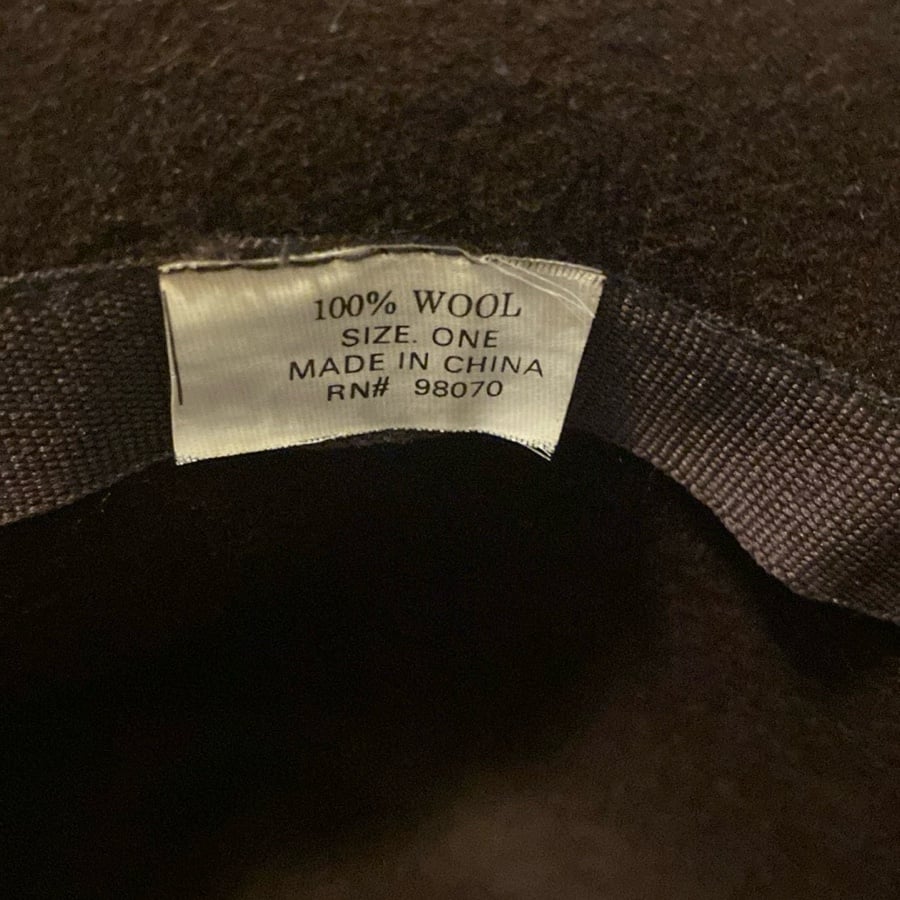 100% WOOL
SIZE. ONE
MADE IN CHINA
RN# 98070